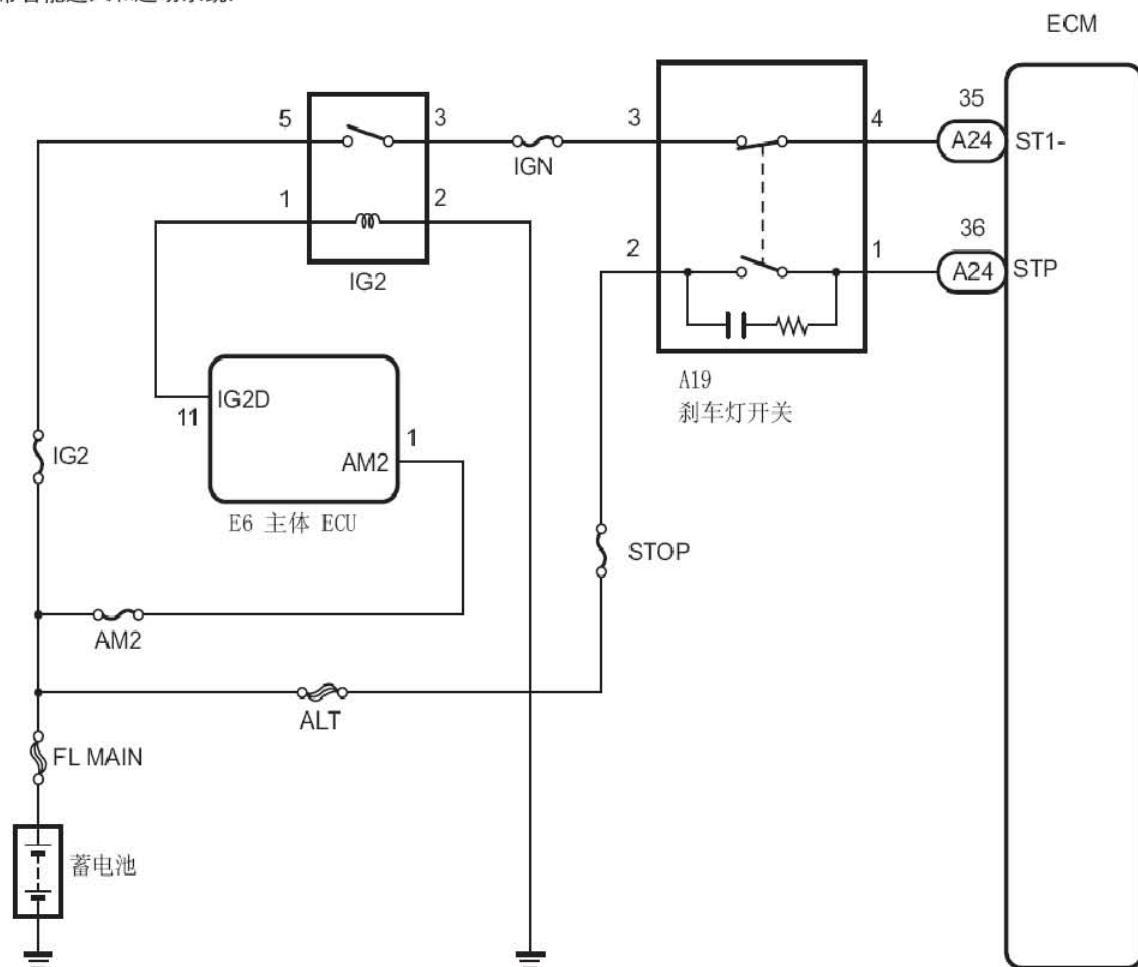 ECM
5
3
IGN
3
4
35
A24
ST1-
1
2
IG2
2
1
36
A24
STP
A19
刹车灯开关
IG2D
11
AM2
1
E6 主体 ECU
IG2
STOP
AM2
ALT
FL MAIN
蓄电池